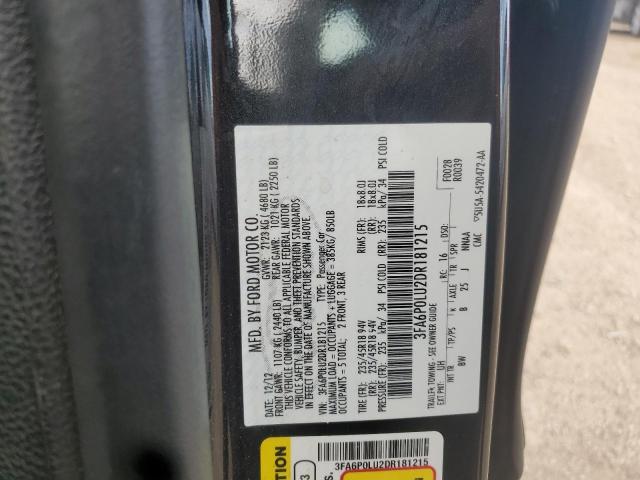 MFD. BY FORD MOTOR CO.
12/12 GVWR: 2123 KG ( 4680 LB)
FRONT GAWR: 1107 KG ( 2440 LB) REAR GAWR: 1021 KG ( 2250 LB)
THIS VEHICLE CONFORMS TO ALL APPLICABLE FEDERAL MOTOR
VEHICLE SAFETY, BUMPER, AND THEFT PREVENTION STANDARDS
IN EFFECT ON THE DATE OF MANUFACTURE SHOWN ABOVE.
VIN: 3FA6P0LU2DR181215 TYPE: Passenger Car
MAXIMUM LOAD = OCCUPANTS + LUGGAGE = 385KG/ 850LB
OCCUPANTS = 5 TOTAL: 2 FRONT, 3 REAR
TIRE (FR): 235/45R18 94V RIMS (FR): 18x8.0J
(RR): 235/45R18 94V (RR): 18x8.0J
PRESSURE (FR): 235 kPa/ 34 PSI COLD (RR): 235 kPa/ 34 PSI COLD
3FA6P0LU2DR181215
TRAILER TOWING - SEE OWNER GUIDE F0028
R0039
EXT PNT: UH RC: 16 DSO:
INT TR TP/PS R AXLE TR SPR
BW 8 25 J NNHAA
CMC
5U5A-5420472-AA
3FA6P0LU2DR181215